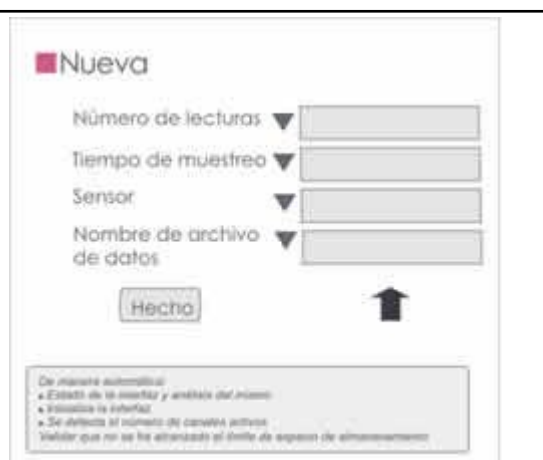 Nueva
Número de lecturas
Tiempo de muestreo
Sensor
Nombre de archivo
de datos
Hecho
De manera automática:
• Estado de la interfaz y análisis del mismo
• Inicializa la interfaz
• Se detecta el número de canales activos
Validar que no se ha alcanzado el límite de espacio de almacenamiento